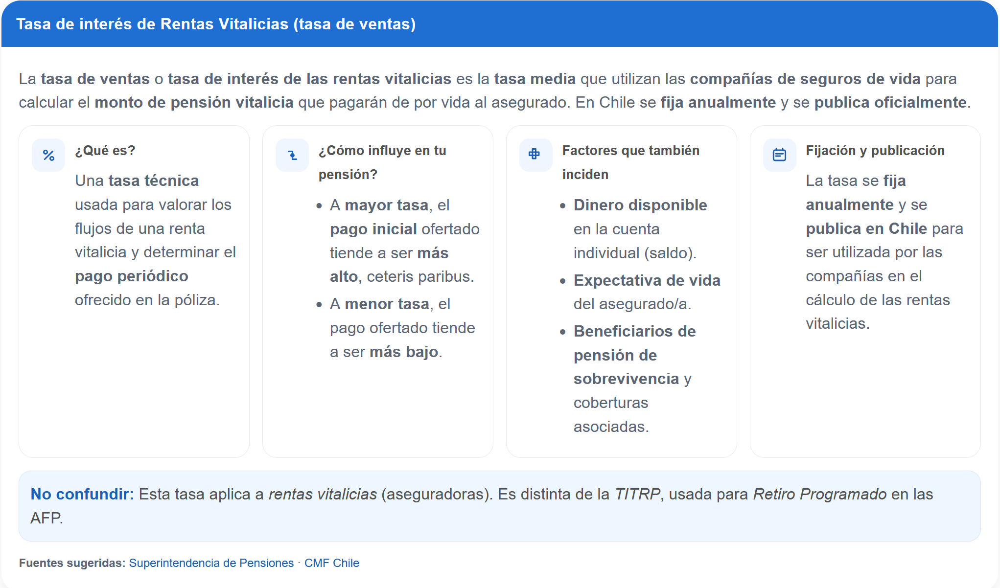 Tasa de interés de Rentas Vitalicias (tasa de ventas)
La tasa de ventas o tasa de interés de las rentas vitalicias es la tasa media que utilizan las compañías de seguros de vida para
calcular el monto de pensión vitalicia que pagarán de por vida al asegurado. En Chile se fija anualmente y se publica oficialmente.
¿Qué es?
Una tasa técnica
usada para valorar los
flujos de una renta
vitalicia y determinar el
pago periódico
ofrecido en la póliza.
¿Cómo influye en tu
pensión?
• A mayor tasa, el
pago inicial ofertado
tiende a ser más
alto, ceteris paribus.
• A menor tasa, el
pago ofertado tiende
a ser más bajo.
Factores que también
inciden
• Dinero disponible
en la cuenta
individual (saldo).
• Expectativa de vida
del asegurado/a.
• Beneficiarios de
pensión de
sobrevivencia y
coberturas
asociadas.
Fijación y publicación
La tasa se fija
anualmente y se
publica en Chile para
ser utilizada por las
compañías en el
cálculo de las rentas
vitalicias.
No confundir: Esta tasa aplica a rentas vitalicias (aseguradoras). Es distinta de la TITRP, usada para Retiro Programado en las
AFP.
Fuentes sugeridas: Superintendencia de Pensiones · CMF Chile